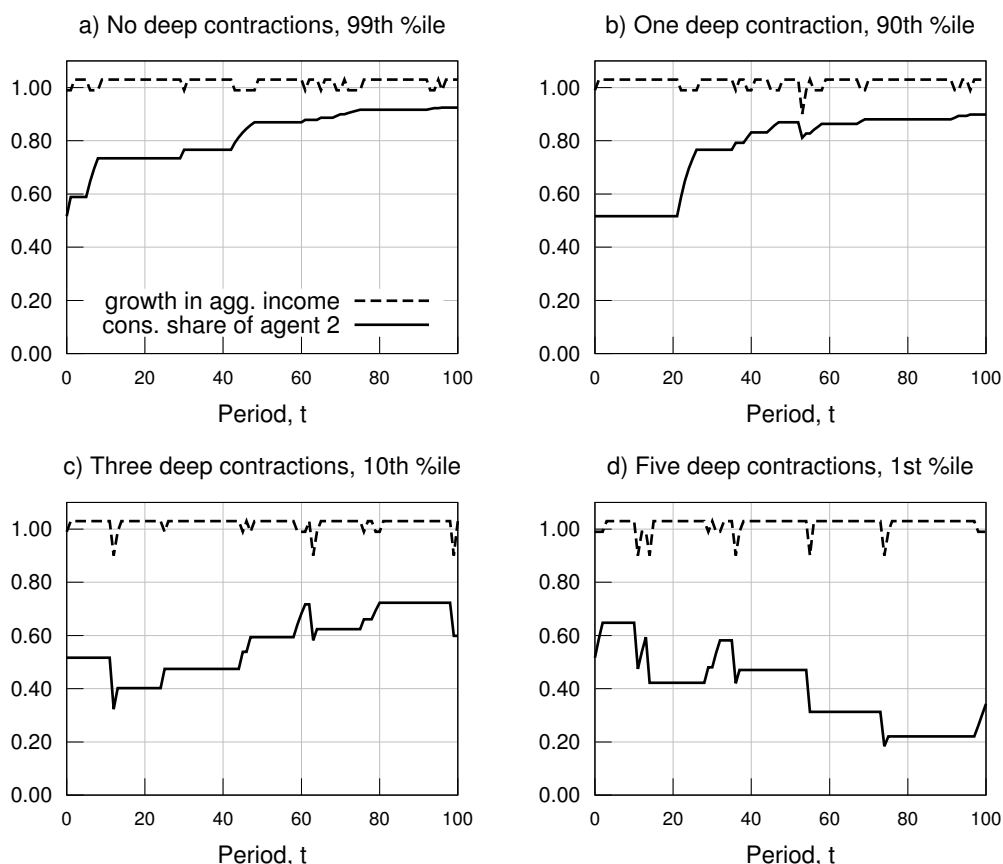 a) No deep contractions, 99th %ile
1.00
0.80
0.60
0.40
0.20
0.00
growth in agg. income
cons. share of agent 2
0 20 40 60 80 100
Period, t
b) One deep contraction, 90th %ile
1.00
0.80
0.60
0.40
0.20
0.00
0 20 40 60 80 100
Period, t
c) Three deep contractions, 10th %ile
1.00
0.80
0.60
0.40
0.20
0.00
0 20 40 60 80 100
Period, t
d) Five deep contractions, 1st %ile
1.00
0.80
0.60
0.40
0.20
0.00
0 20 40 60 80 100
Period, t